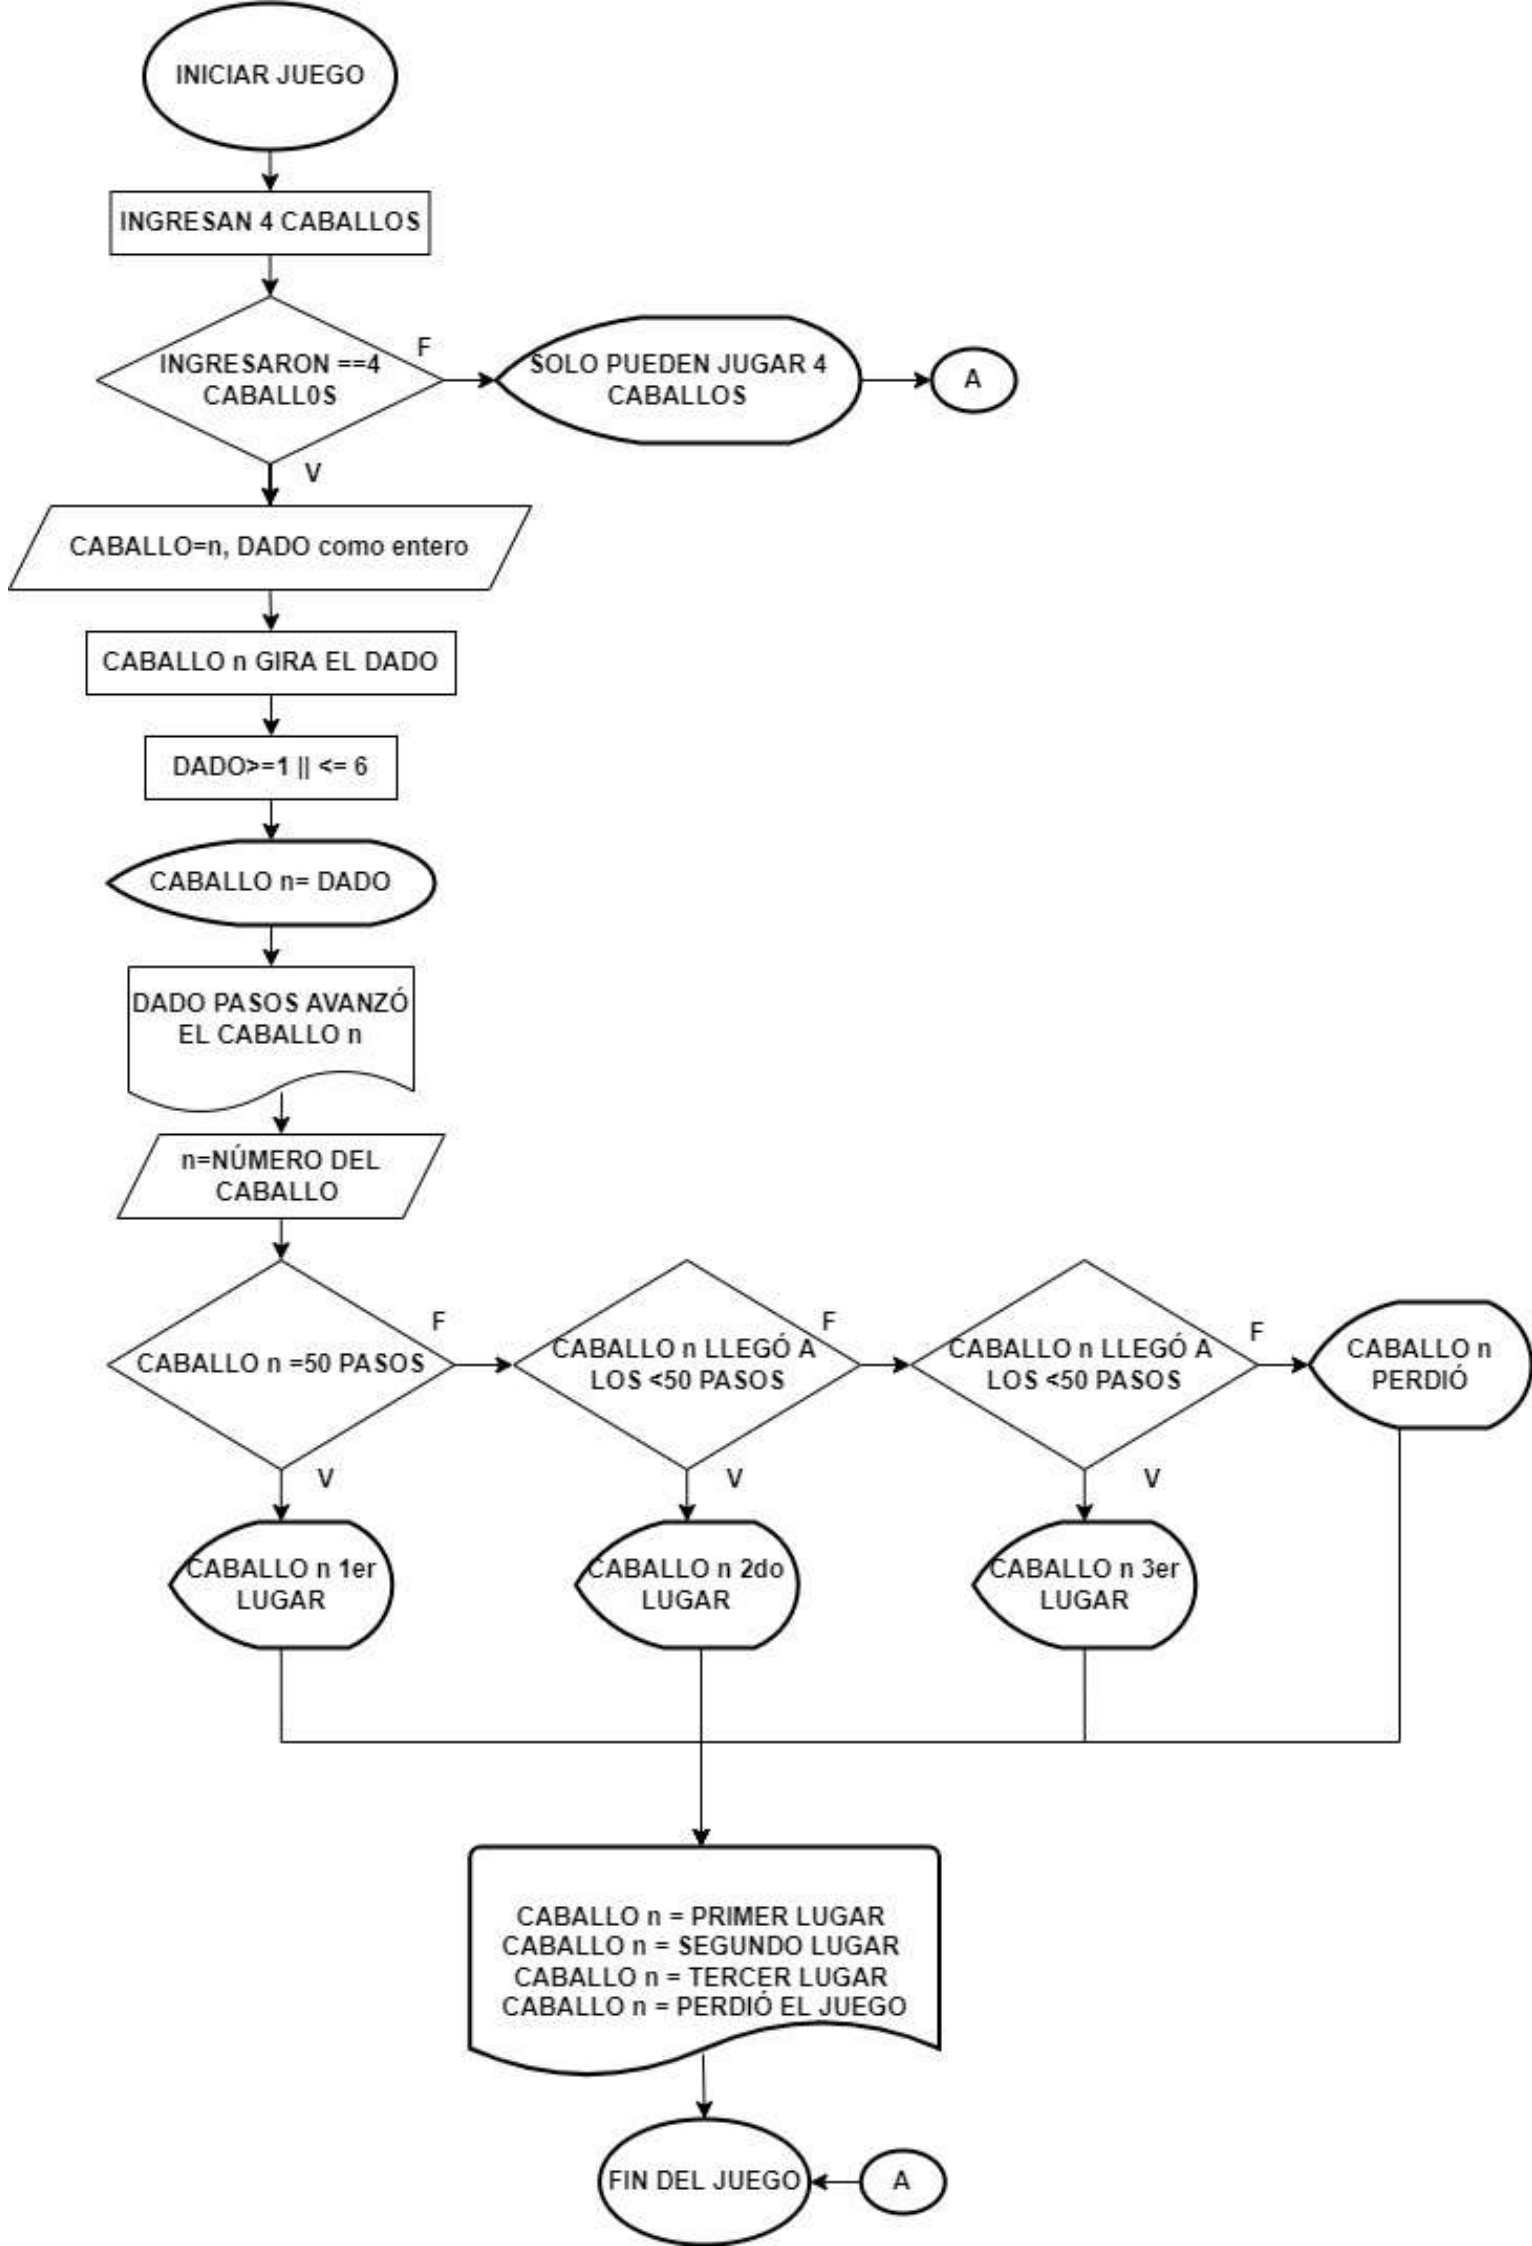 INICIAR JUEGO
INGRESAN 4 CABALLOS
INGRESARON ==4
CABALL0S
F
SOLO PUEDEN JUGAR 4
CABALLOS
A
V
CABALLO=n, DADO como entero
CABALLO n GIRA EL DADO
DADO>=1 || <= 6
CABALLO n= DADO
DADO PASOS AVANZÓ
EL CABALLO n
n=NÚMERO DEL
CABALLO
CABALLO n =50 PASOS
F
CABALLO n LLEGÓ A
LOS <50 PASOS
F
CABALLO n LLEGÓ A
LOS <50 PASOS
F
CABALLO n
PERDIÓ
V
V
V
CABALLO n 1er
LUGAR
CABALLO n 2do
LUGAR
CABALLO n 3er
LUGAR
CABALLO n = PRIMER LUGAR
CABALLO n = SEGUNDO LUGAR
CABALLO n = TERCER LUGAR
CABALLO n = PERDIÓ EL JUEGO
FIN DEL JUEGO
A